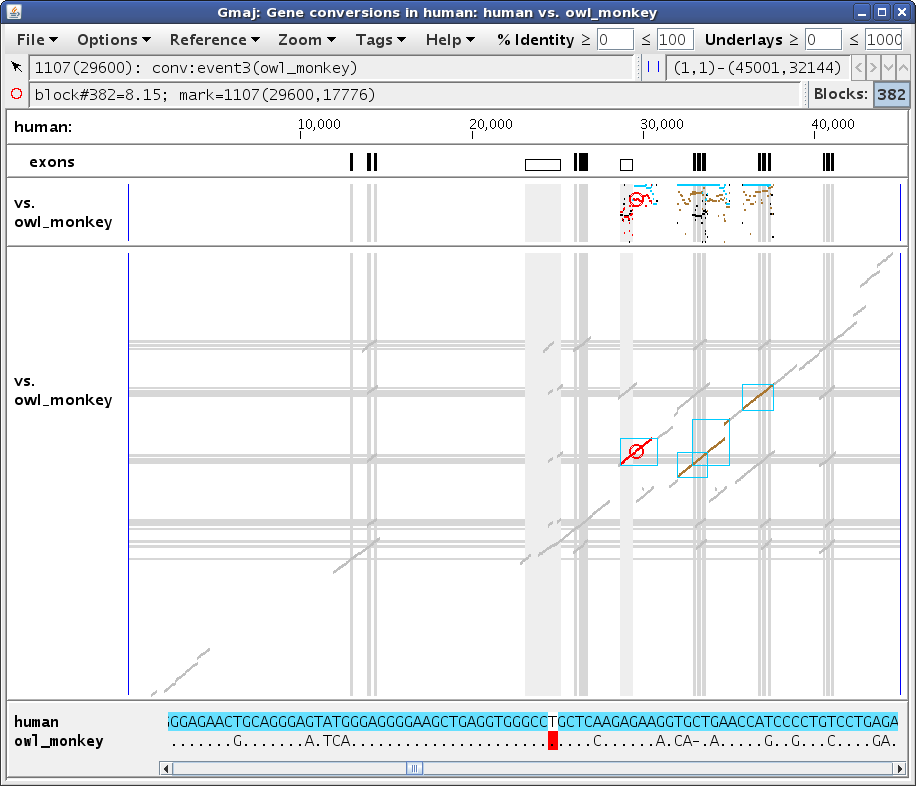 Gmaj: Gene conversions in human: human vs. owl_monkey
File Options Reference Zoom Tags Help % Identity ≥ 0 ≤ 100 Underlays ≥ 0 ≤ 1000
1107(29600): conv:event3(owl_monkey) (1,1)-(45001,32144)
block#382=8.15; mark=1107(29600,17776) Blocks: 382
human: 10,000 20,000 30,000 40,000
exons
vs.
owl_monkey
vs.
owl_monkey
human GGGAGAACTGCAGGGAGTATGGGAGGGGAAGCTGAGGTGGGCCTGCTCAAGAGAAGGTGCTGAACCATCCCCTGTCCTGAGA
owl_monkey .......G.......A.TCA...........................C......A.CA-.A.....G..G...C....GA.